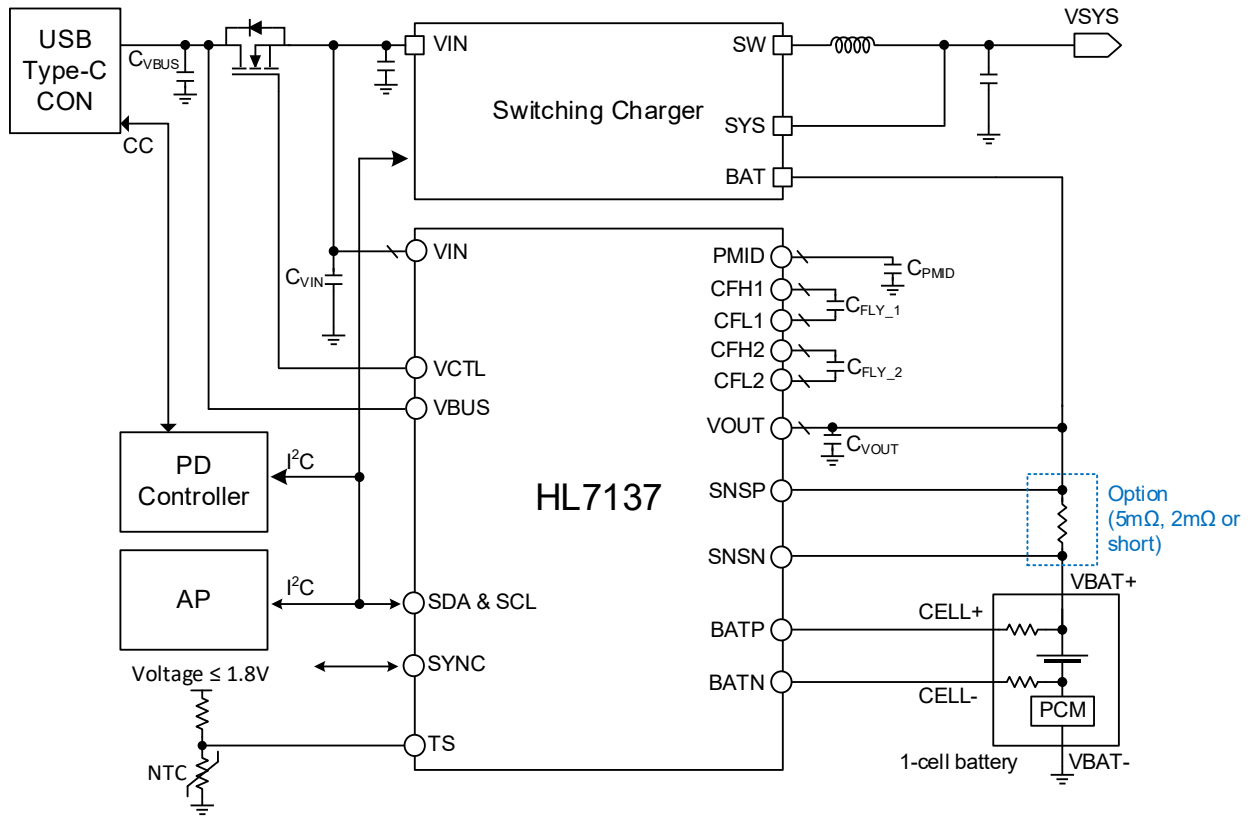 USB
Type-C
CON
CVBUS
CC
VIN
SW
VSYS
Switching Charger
SYS
BAT
VIN
CVIN
VCTL
VBUS
PMID
CPMID
CFH1
CFL1
CFLY_1
CFH2
CFL2
CFLY_2
VOUT
CVOUT
PD
Controller
I2C
HL7137
SNSP
SNSN
Option
(5mΩ, 2mΩ or
short)
AP
I2C
SDA & SCL
SYNC
Voltage ≤ 1.8V
TS
NTC
BATP
BATN
CELL+
CELL-
VBAT+
PCM
1-cell battery
VBAT-